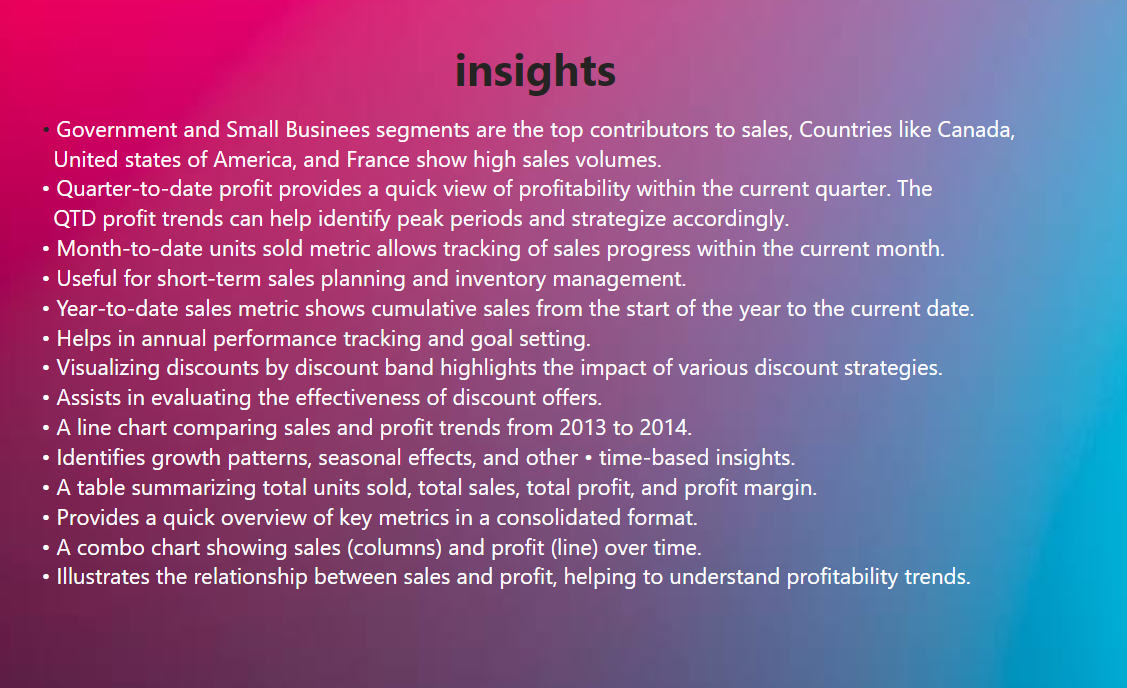 insights
• Government and Small Businees segments are the top contributors to sales, Countries like Canada,
United states of America, and France show high sales volumes.
• Quarter-to-date profit provides a quick view of profitability within the current quarter. The
QTD profit trends can help identify peak periods and strategize accordingly.
• Month-to-date units sold metric allows tracking of sales progress within the current month.
• Useful for short-term sales planning and inventory management.
• Year-to-date sales metric shows cumulative sales from the start of the year to the current date.
• Helps in annual performance tracking and goal setting.
• Visualizing discounts by discount band highlights the impact of various discount strategies.
• Assists in evaluating the effectiveness of discount offers.
• A line chart comparing sales and profit trends from 2013 to 2014.
• Identifies growth patterns, seasonal effects, and other • time-based insights.
• A table summarizing total units sold, total sales, total profit, and profit margin.
• Provides a quick overview of key metrics in a consolidated format.
• A combo chart showing sales (columns) and profit (line) over time.
• Illustrates the relationship between sales and profit, helping to understand profitability trends.